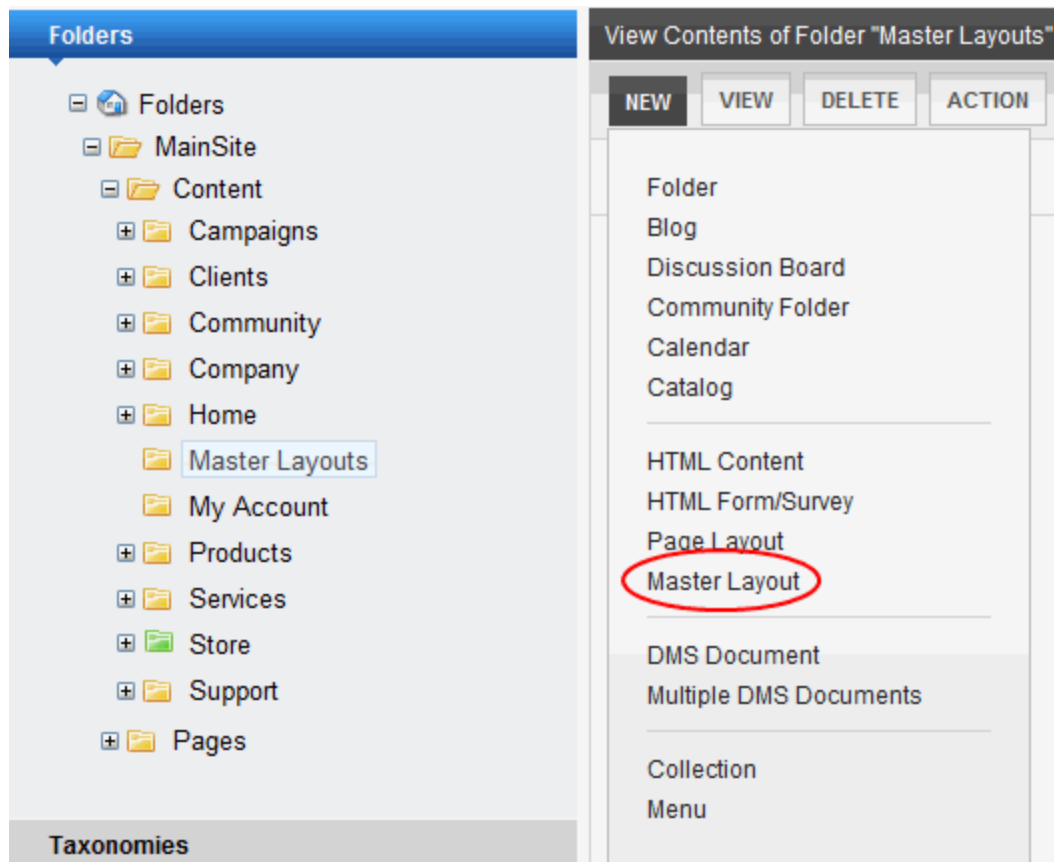 Folders
Folders
MainSite
Content
Campaigns
Clients
Community
Company
Home
Master Layouts
My Account
Products
Services
Store
Support
Pages
Taxonomies
View Contents of Folder "Master Layouts"
NEW VIEW DELETE ACTION
Folder
Blog
Discussion Board
Community Folder
Calendar
Catalog
HTML Content
HTML Form/Survey
Page Layout
Master Layout
DMS Document
Multiple DMS Documents
Collection
Menu